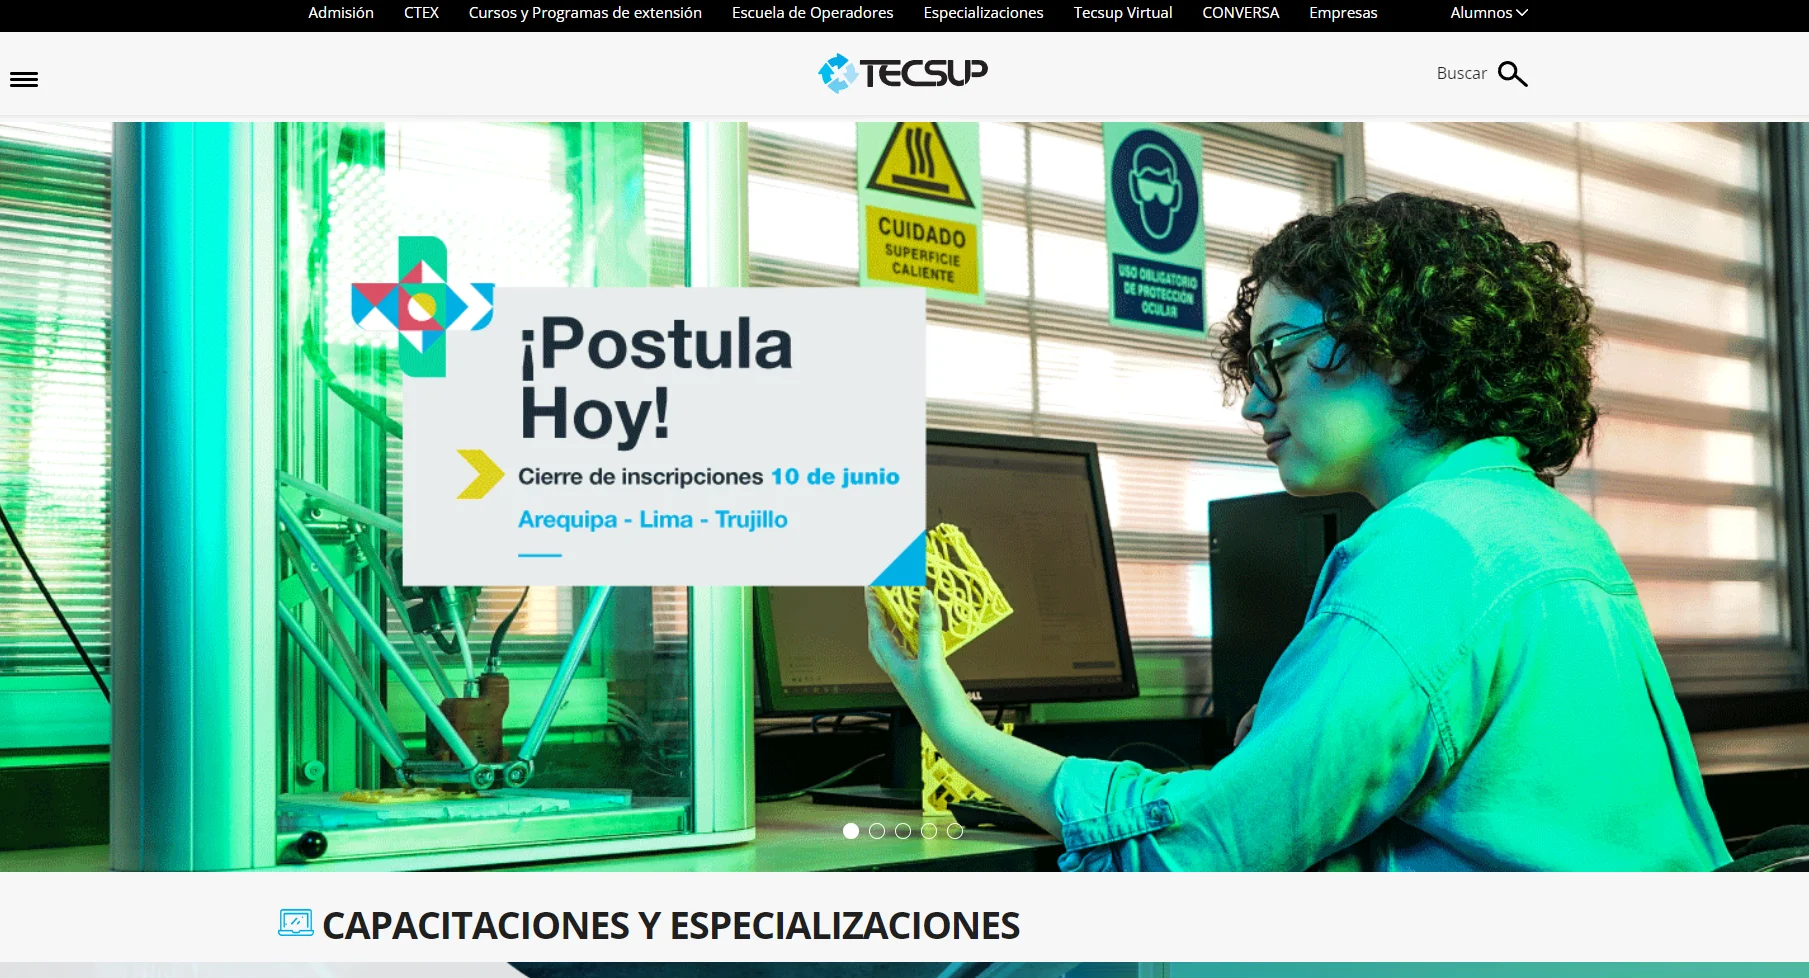 Admisión CTEX Cursos y Programas de extensión Escuela de Operadores Especializaciones Tecsup Virtual CONVERSA Empresas Alumnos
TECSUP
Buscar
CUIDADO
SUPERFICIE
CALIENTE
USO OBLIGATORIO
DE PROTECCIÓN
OCULAR
¡Postula
Hoy!
Cierre de inscripciones 10 de junio
Arequipa - Lima - Trujillo
DELL
CAPACITACIONES Y ESPECIALIZACIONES